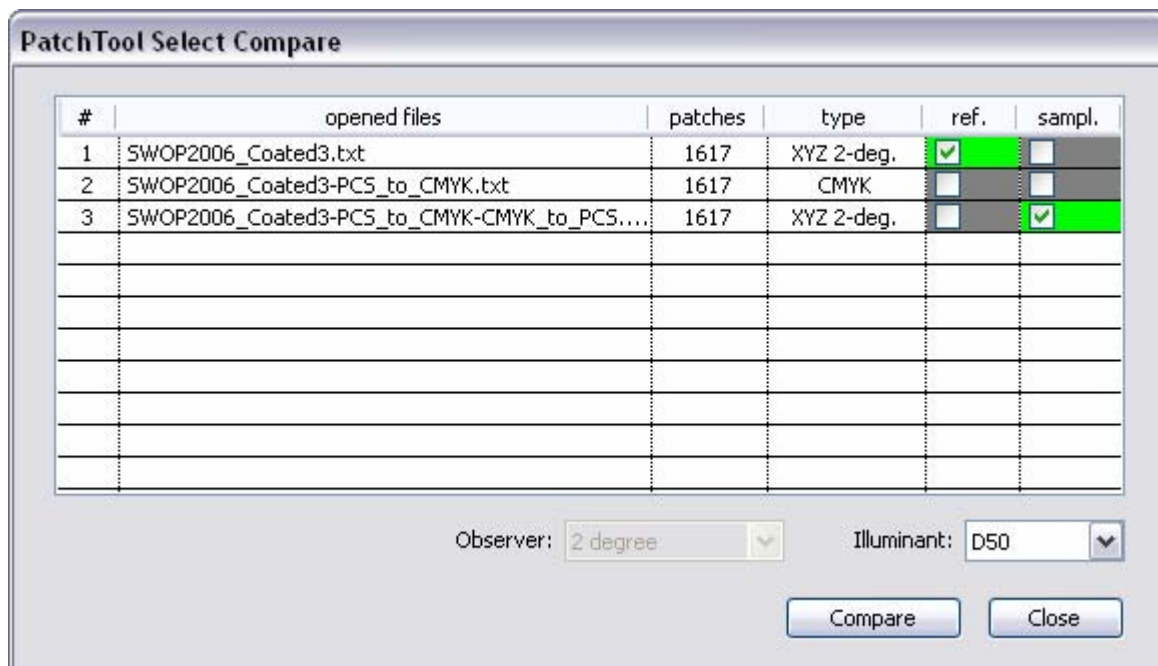 PatchTool Select Compare
# opened files patches type ref. sampl.
1 SWOP2006_Coated3.txt 1617 XYZ 2-deg.
2 SWOP2006_Coated3-PCS_to_CMYK.txt 1617 CMYK
3 SWOP2006_Coated3-PCS_to_CMYK-CMYK_to_PCS.... 1617 XYZ 2-deg.
Observer: 2 degree Illuminant: D50
Compare Close